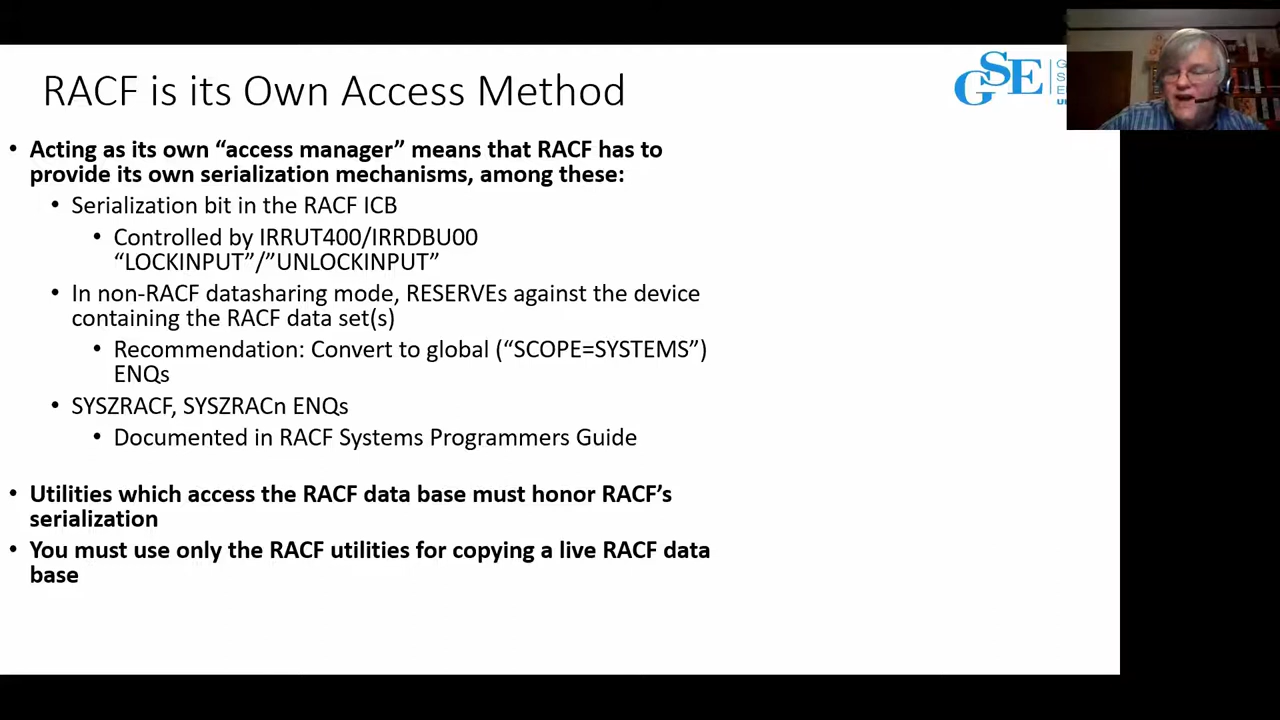 RACF is its Own Access Method
GSE
G
S
E
U
• Acting as its own “access manager” means that RACF has to
provide its own serialization mechanisms, among these:
• Serialization bit in the RACF ICB
• Controlled by IRRUT400/IRRDBU00
“LOCKINPUT”/”UNLOCKINPUT”
• In non-RACF datasharing mode, RESERVEs against the device
containing the RACF data set(s)
• Recommendation: Convert to global (“SCOPE=SYSTEMS”)
ENQs
• SYSZRACF, SYSZRACn ENQs
• Documented in RACF Systems Programmers Guide
• Utilities which access the RACF data base must honor RACF’s
serialization
• You must use only the RACF utilities for copying a live RACF data
base